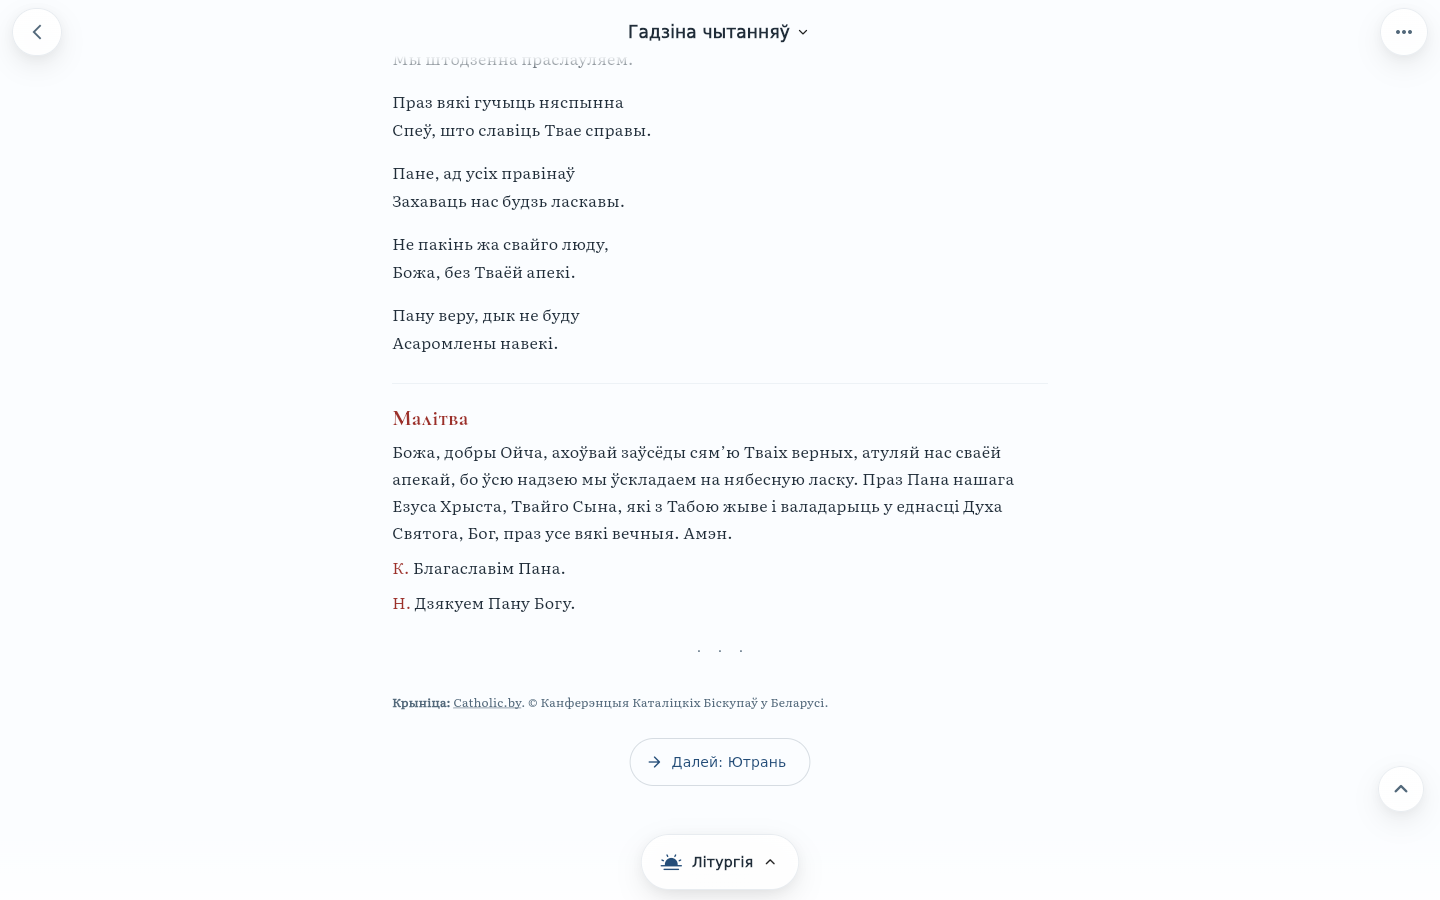 Гадзіна чытанняў
Мы штодзённа праслаўляем.
Праз вякі гучыць няспынна
Спеў, што славіць Твае справы.
Пане, ад усіх правінаў
Захаваць нас будзь ласкавы.
Не пакінь жа свайго люду,
Божа, без Тваёй апекі.
Пану веру, дык не буду
Асаромлены навекі.
Малітва
Божа, добры Ойча, ахоўвай заўсёды сям’ю Тваіх верных, атуляй нас сваёй
апекай, бо ўсю надзею мы ўскладаем на нябесную ласку. Праз Пана нашага
Езуса Хрыста, Твайго Сына, які з Табою жыве і валадарыць у еднасці Духа
Святога, Бог, праз усе вякі вечныя. Амэн.
К. Благаславім Пана.
Н. Дзякуем Пану Богу.
. . .
Крыніца: Catholic.by. © Канферэнцыя Каталіцкіх Біскупаў у Беларусі.
Далей: Ютрань
Літургія